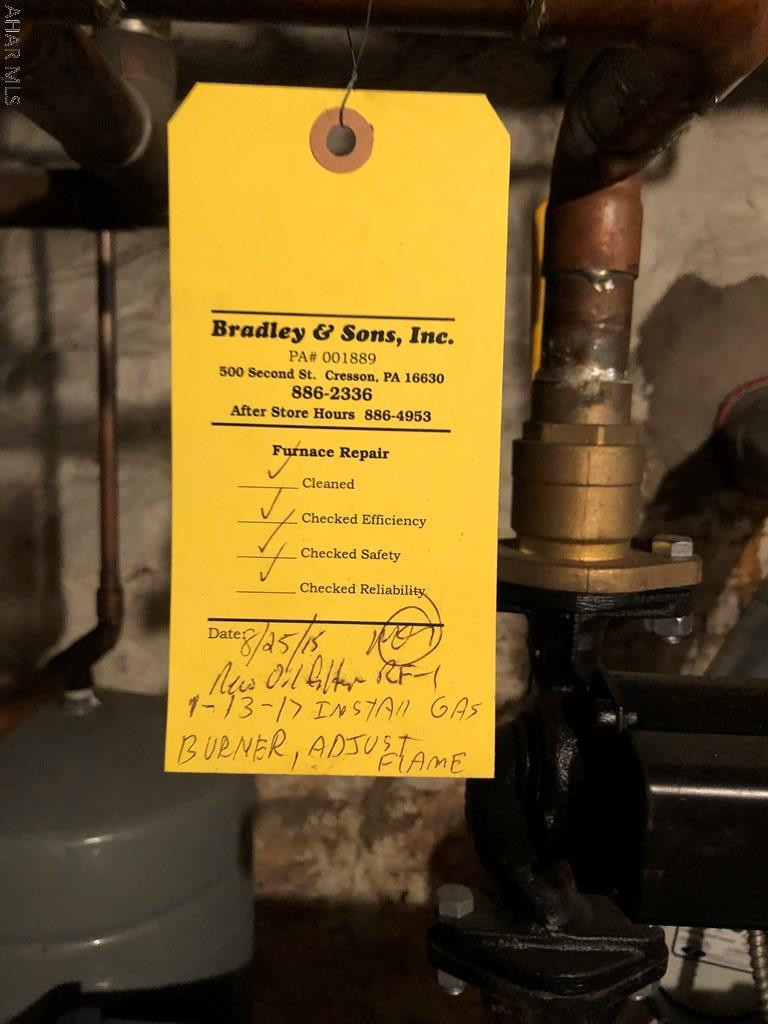 AHAR MLS
Bradley & Sons, Inc.
PA# 001889
500 Second St. Cresson, PA 16630
886-2336
After Store Hours 886-4953
Furnace Repair
Cleaned
Checked Efficiency
Checked Safety
Checked Reliability
Date: 8/25/15
New Oil filter RF-1
1-13-17 INSTAll GAS
BURNER, ADJUST
FLAME